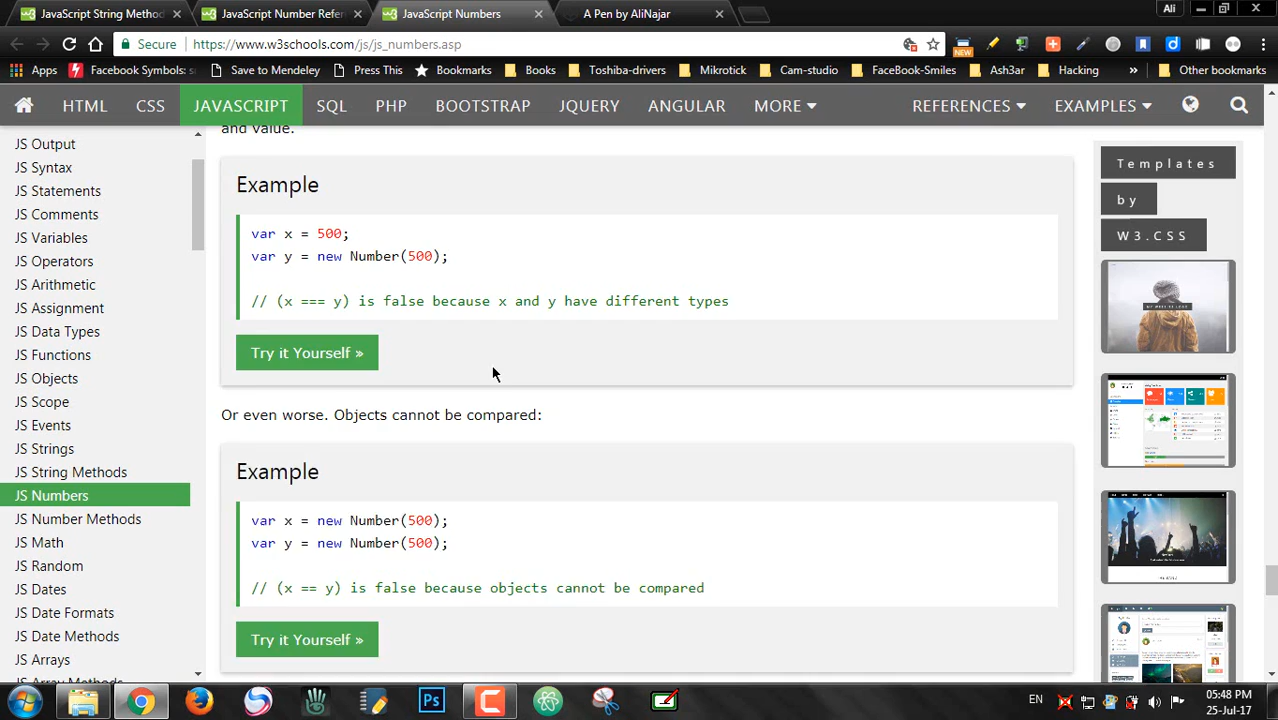 JavaScript String Method
JavaScript Number Refer
JavaScript Numbers
A Pen by AliNajar
Ali
Secure
https://www.w3schools.com/js/js_numbers.asp
NEW
Apps
Facebook Symbols: s
Save to Mendeley
Press This
Bookmarks
Books
Toshiba-drivers
Mikrotick
Cam-studio
FaceBook-Smiles
Ash3ar
Hacking
»
Other bookmarks
HTML
CSS
JAVASCRIPT
SQL
PHP
BOOTSTRAP
JQUERY
ANGULAR
MORE
REFERENCES
EXAMPLES
JS Output
JS Syntax
JS Statements
JS Comments
JS Variables
JS Operators
JS Arithmetic
JS Assignment
JS Data Types
JS Functions
JS Objects
JS Scope
JS Events
JS Strings
JS String Methods
JS Numbers
JS Number Methods
JS Math
JS Random
JS Dates
JS Date Formats
JS Date Methods
JS Arrays
JS Array Methods
and value.
Example
var x = 500;
var y = new Number(500);
// (x === y) is false because x and y have different types
Try it Yourself »
Or even worse. Objects cannot be compared:
Example
var x = new Number(500);
var y = new Number(500);
// (x == y) is false because objects cannot be compared
Try it Yourself »
Templates
by
W3.CSS
EN
05:48 PM
25-Jul-17